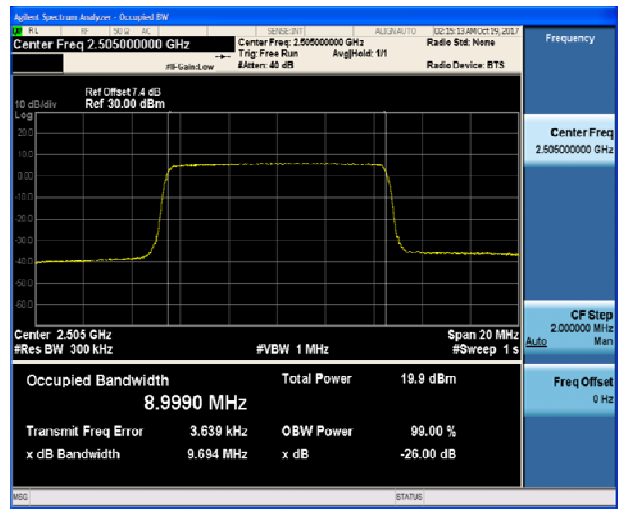 Agilent Spectrum Analyzer - Occupied BW
RL RF 50 Ω AC SENSE:INT ALIGN AUTO 02:15:13 AM Oct 19, 2017
Center Freq 2.505000000 GHz
Center Freq: 2.505000000 GHz
Radio Std: None
Trig: Free Run Avg|Hold: 1/1
#IFGain:Low #Atten: 40 dB Radio Device: BTS
Frequency
Ref Offset 7.4 dB
10 dB/div Ref 30.00 dBm
Log
20.0
10.0
0.00
-10.0
-20.0
-30.0
-40.0
-50.0
-60.0
Center Freq
2.505000000 GHz
Center 2.505 GHz Span 20 MHz
#Res BW 300 kHz #VBW 1 MHz #Sweep 1 s
CF Step
2.000000 MHz
Auto Man
Occupied Bandwidth Total Power 19.9 dBm
8.9990 MHz
Transmit Freq Error 3.639 kHz OBW Power 99.00 %
x dB Bandwidth 9.694 MHz x dB -26.00 dB
Freq Offset
0 Hz
MSG STATUS